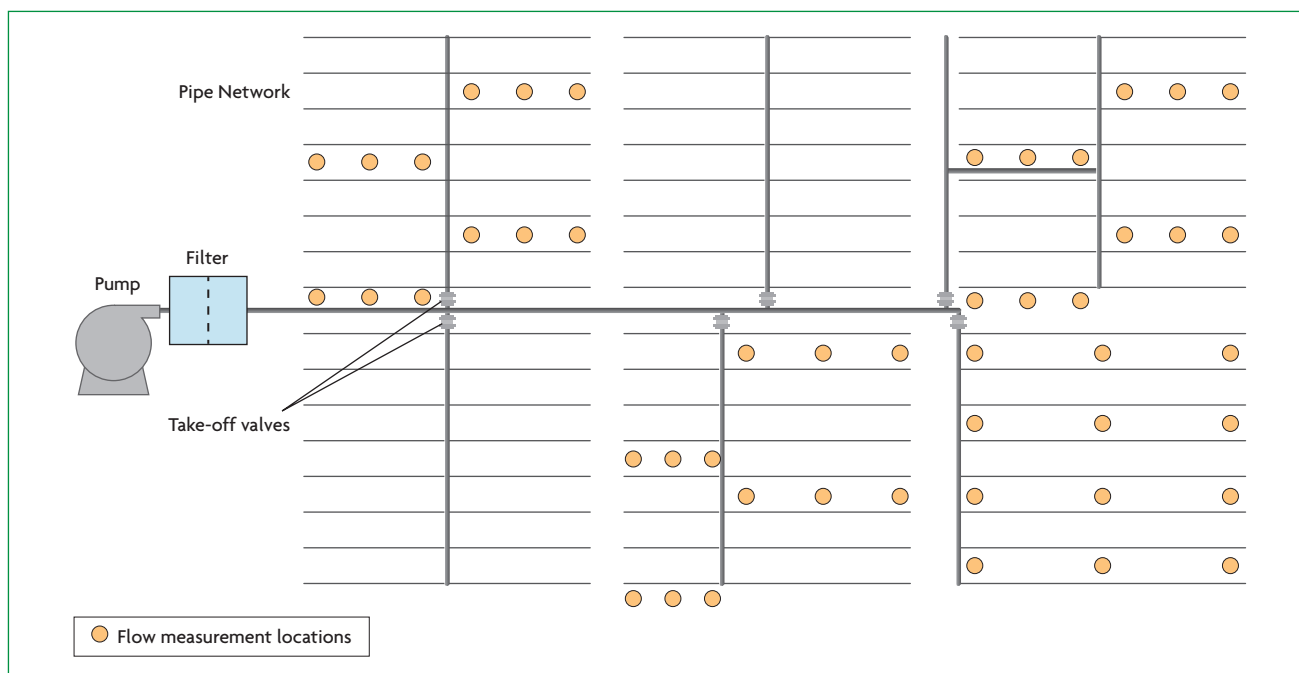 Pipe Network
Filter
Pump
Take-off valves
Flow measurement locations